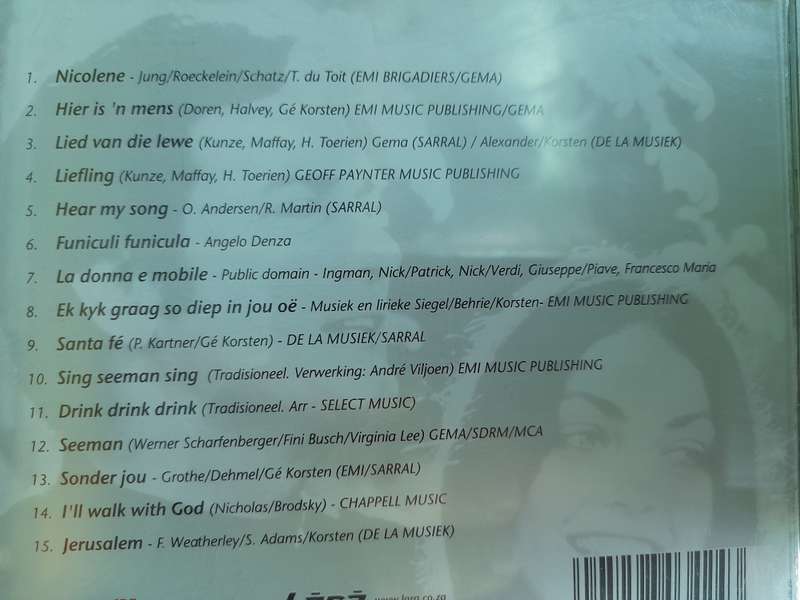 1. Nicolene - Jung/Roeckelein/Schatz/T. du Toit (EMI BRIGADIERS/GEMA)
2. Hier is 'n mens (Doren, Halvey, Gé Korsten) EMI MUSIC PUBLISHING/GEMA
3. Lied van die lewe (Kunze, Maffay, H. Toerien) Gema (SARRAL) / Alexander/Korsten (DE LA MUSIEK)
4. Liefling (Kunze, Maffay, H. Toerien) GEOFF PAYNTER MUSIC PUBLISHING
5. Hear my song - O. Andersen/R. Martin (SARRAL)
6. Funiculi funicula - Angelo Denza
7. La donna e mobile - Public domain - Ingman, Nick/Patrick, Nick/Verdi, Giuseppe/Piave, Francesco Maria
8. Ek kyk graag so diep in jou oë - Musiek en lirieke Siegel/Behrie/Korsten- EMI MUSIC PUBLISHING
9. Santa fé (P. Kartner/Gé Korsten) - DE LA MUSIEK/SARRAL
10. Sing seeman sing (Tradisioneel. Verwerking: André Viljoen) EMI MUSIC PUBLISHING
11. Drink drink drink (Tradisioneel. Arr - SELECT MUSIC)
12. Seeman (Werner Scharfenberger/Fini Busch/Virginia Lee) GEMA/SDRM/MCA
13. Sonder jou - Grothe/Dehmel/Gé Korsten (EMI/SARRAL)
14. I'll walk with God (Nicholas/Brodsky) - CHAPPELL MUSIC
15. Jerusalem - F. Weatherley/S. Adams/Korsten (DE LA MUSIEK)